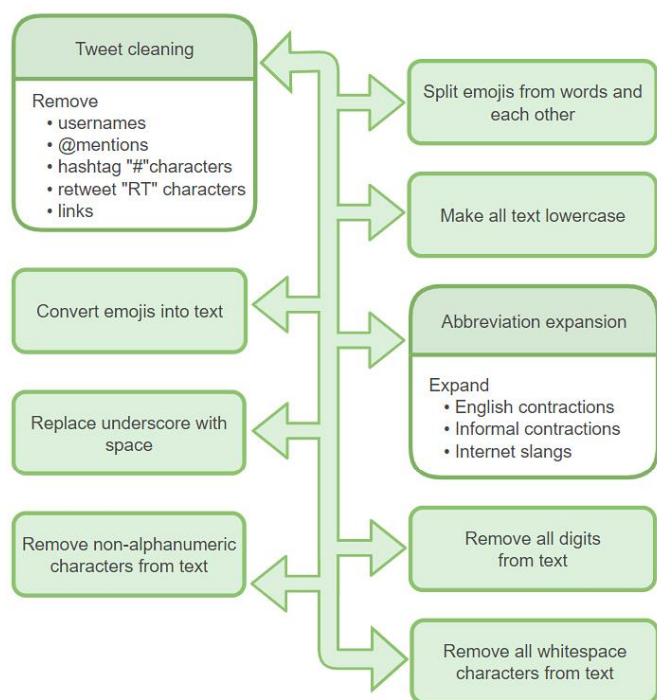 Tweet cleaning
Remove
• usernames
• @mentions
• hashtag "#"characters
• retweet "RT" characters
• links
Split emojis from words and
each other
Make all text lowercase
Convert emojis into text
Abbreviation expansion
Expand
• English contractions
• Informal contractions
• Internet slangs
Replace underscore with
space
Remove non-alphanumeric
characters from text
Remove all digits
from text
Remove all whitespace
characters from text